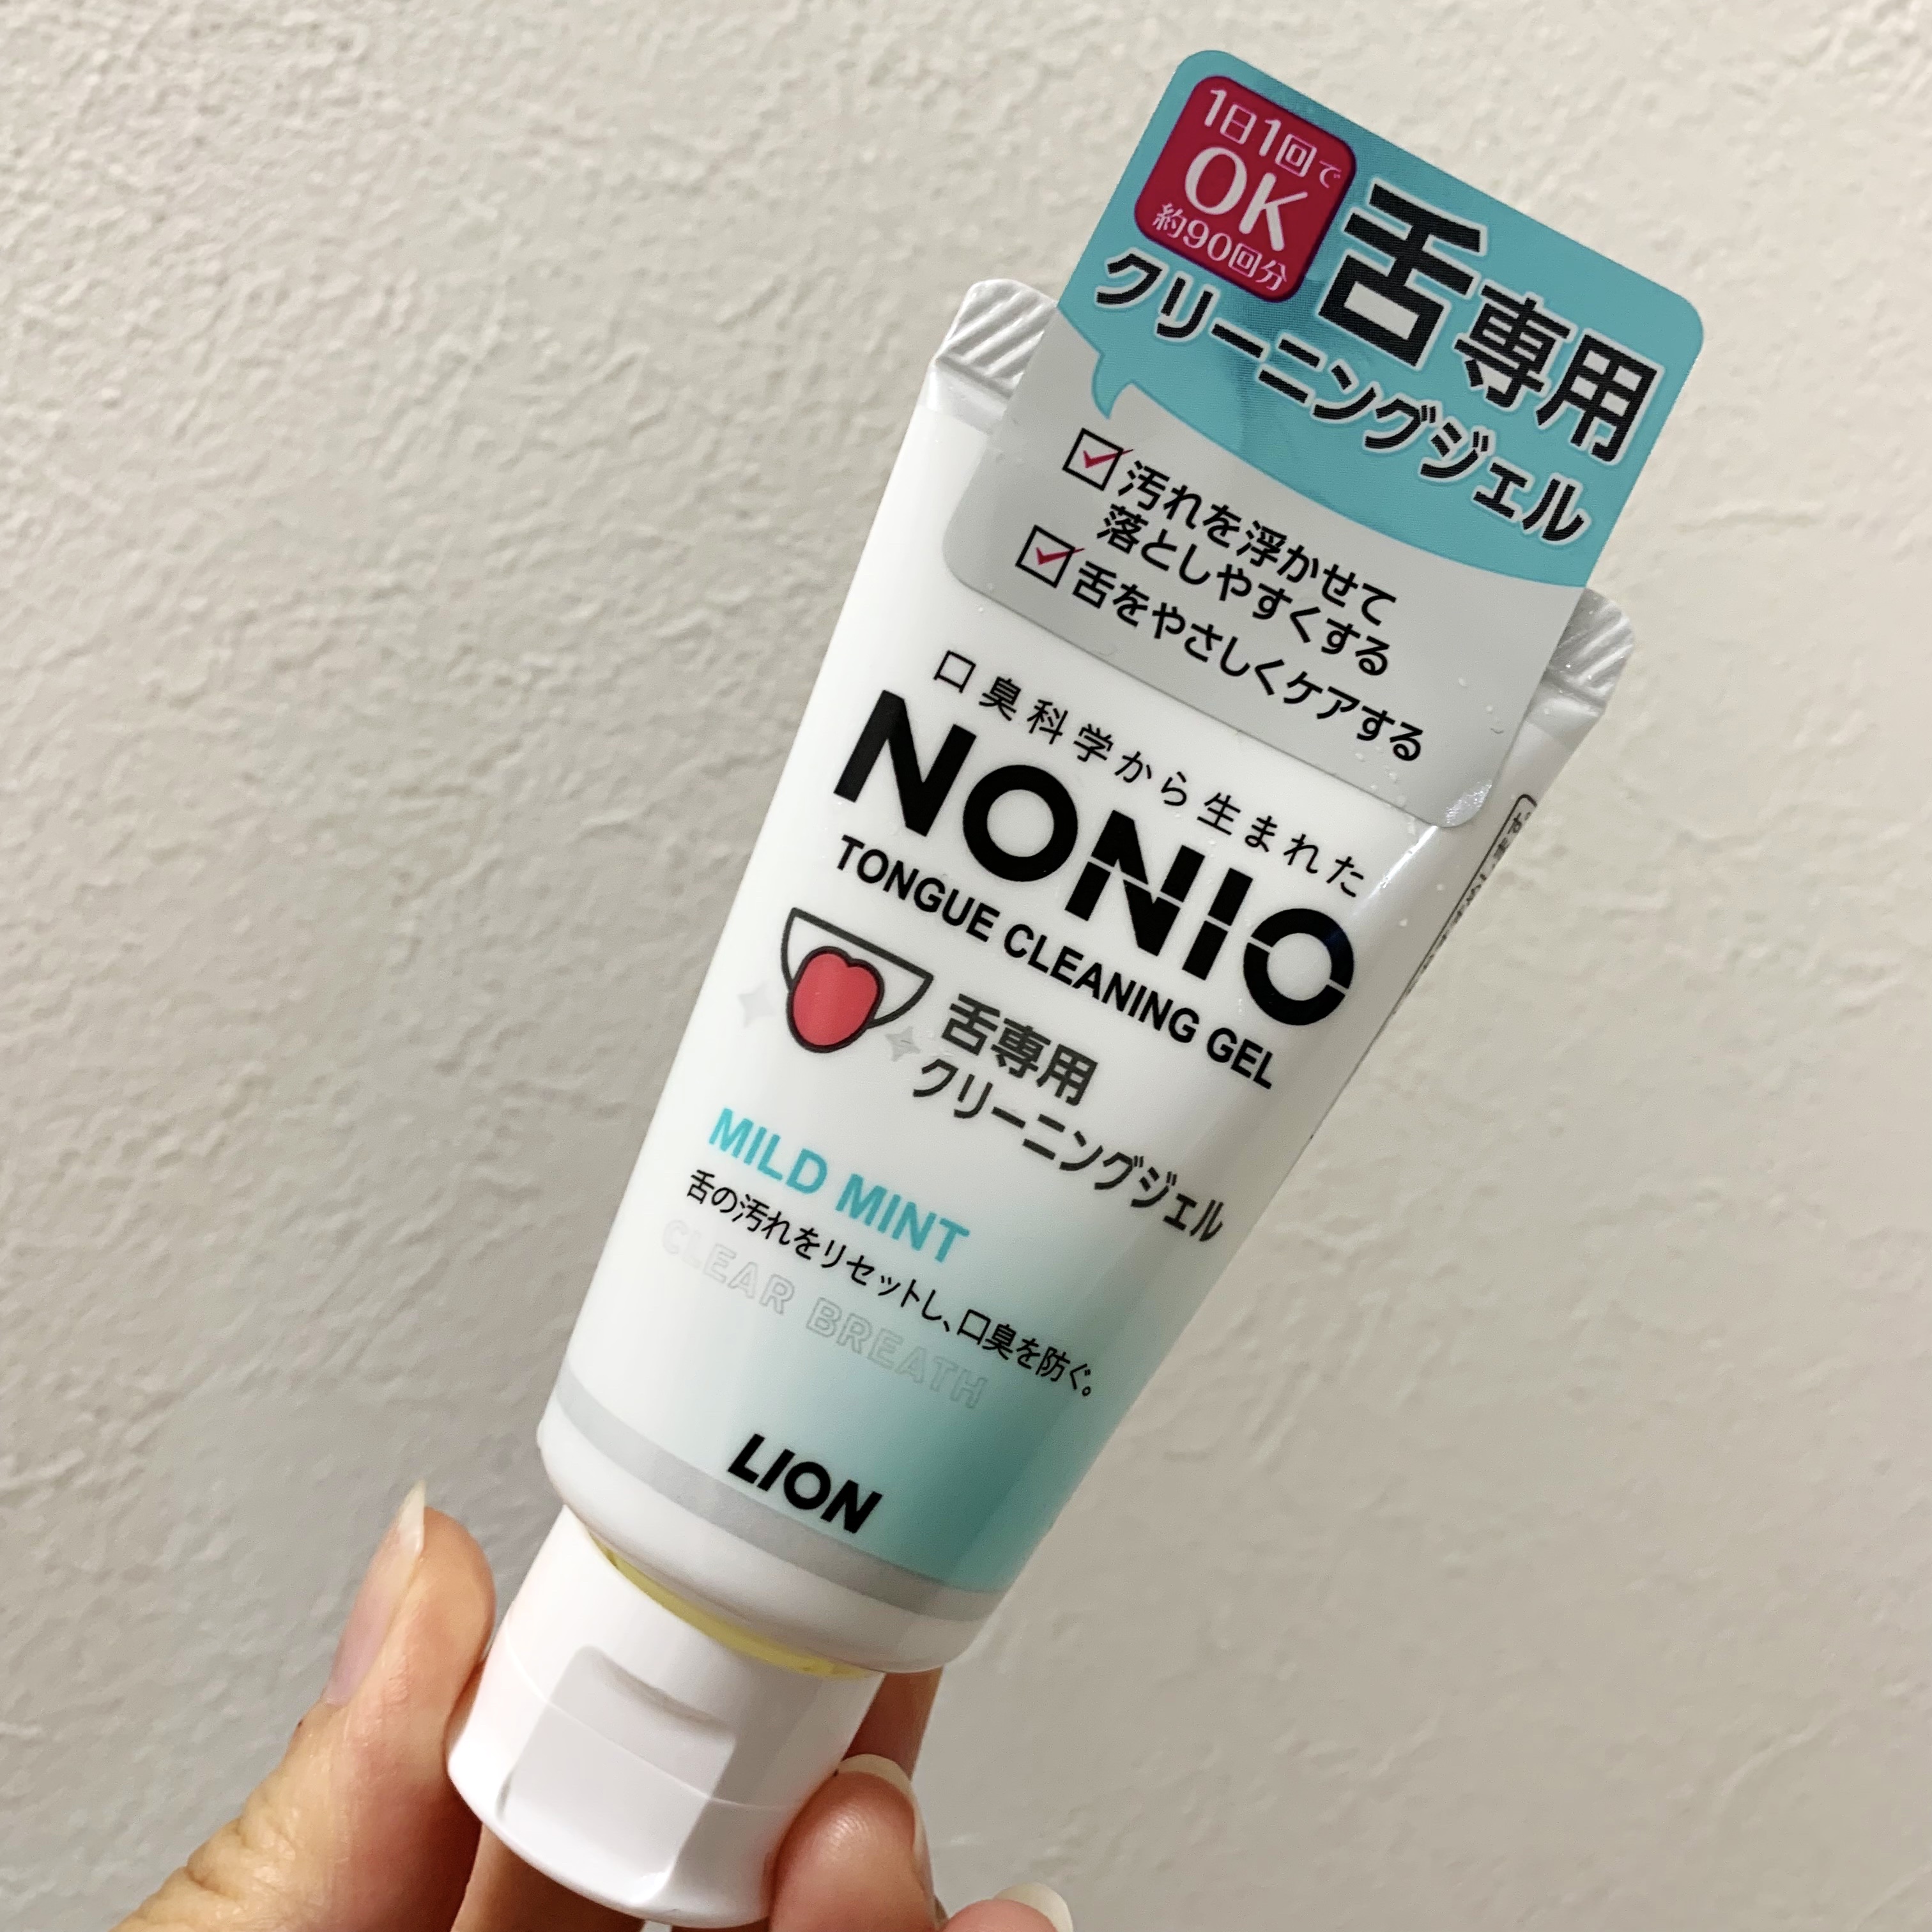 1日1回で
OK
約90回分
舌専用
クリーニングジェル
汚れを浮かせて
落としやすくする
舌をやさしくケアする
口臭科学から生まれた
NONIO
TONGUE CLEANING GEL
舌専用
クリーニングジェル
MILD MINT
舌の汚れをリセットし、口臭を防ぐ。
CLEAR BREATH
LION